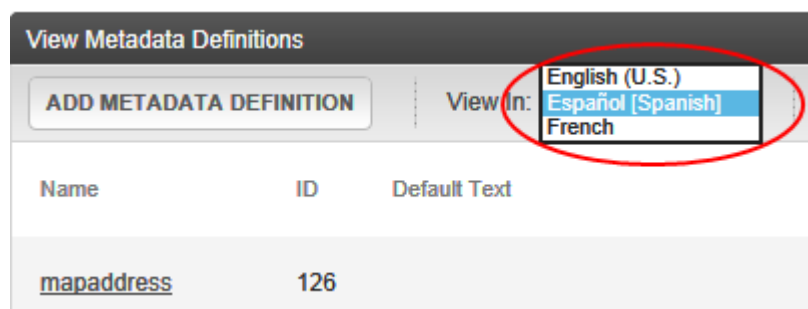 View Metadata Definitions
English (U.S.)
ADD METADATA DEFINITION View In: Español [Spanish]
French
Name ID Default Text
mapaddress 126